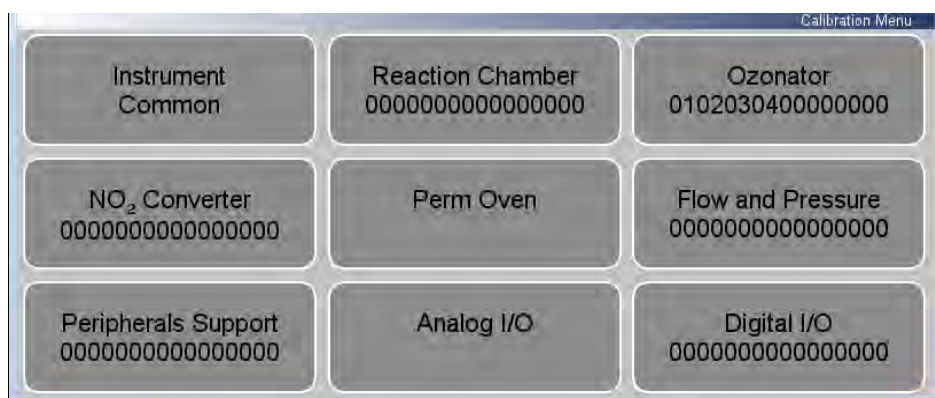 Calibration Menu
Instrument
Common
Reaction Chamber
0000000000000000
Ozonator
0102030400000000
NO₂ Converter
0000000000000000
Perm Oven
Flow and Pressure
0000000000000000
Peripherals Support
0000000000000000
Analog I/O
Digital I/O
0000000000000000